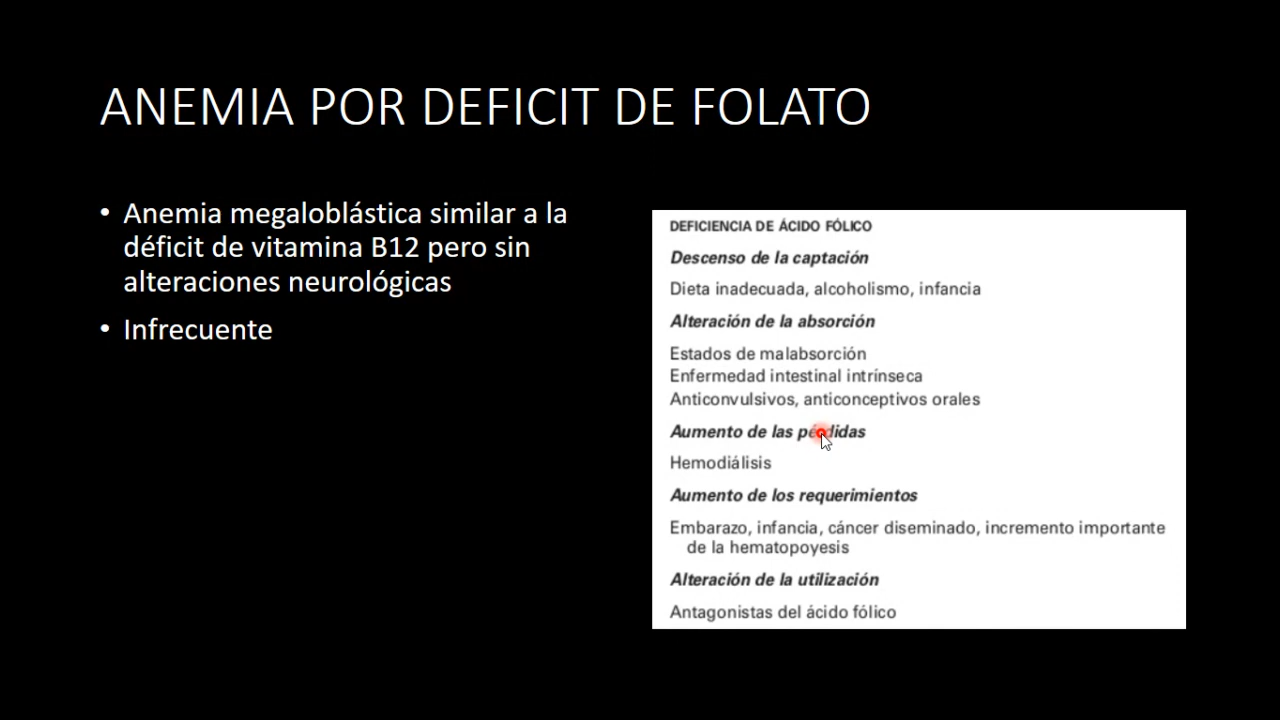 ANEMIA POR DEFICIT DE FOLATO
• Anemia megaloblástica similar a la
déficit de vitamina B12 pero sin
alteraciones neurológicas
• Infrecuente
DEFICIENCIA DE ÁCIDO FÓLICO
Descenso de la captación
Dieta inadecuada, alcoholismo, infancia
Alteración de la absorción
Estados de malabsorción
Enfermedad intestinal intrínseca
Anticonvulsivos, anticonceptivos orales
Aumento de las pérdidas
Hemodiálisis
Aumento de los requerimientos
Embarazo, infancia, cáncer diseminado, incremento importante
de la hematopoyesis
Alteración de la utilización
Antagonistas del ácido fólico